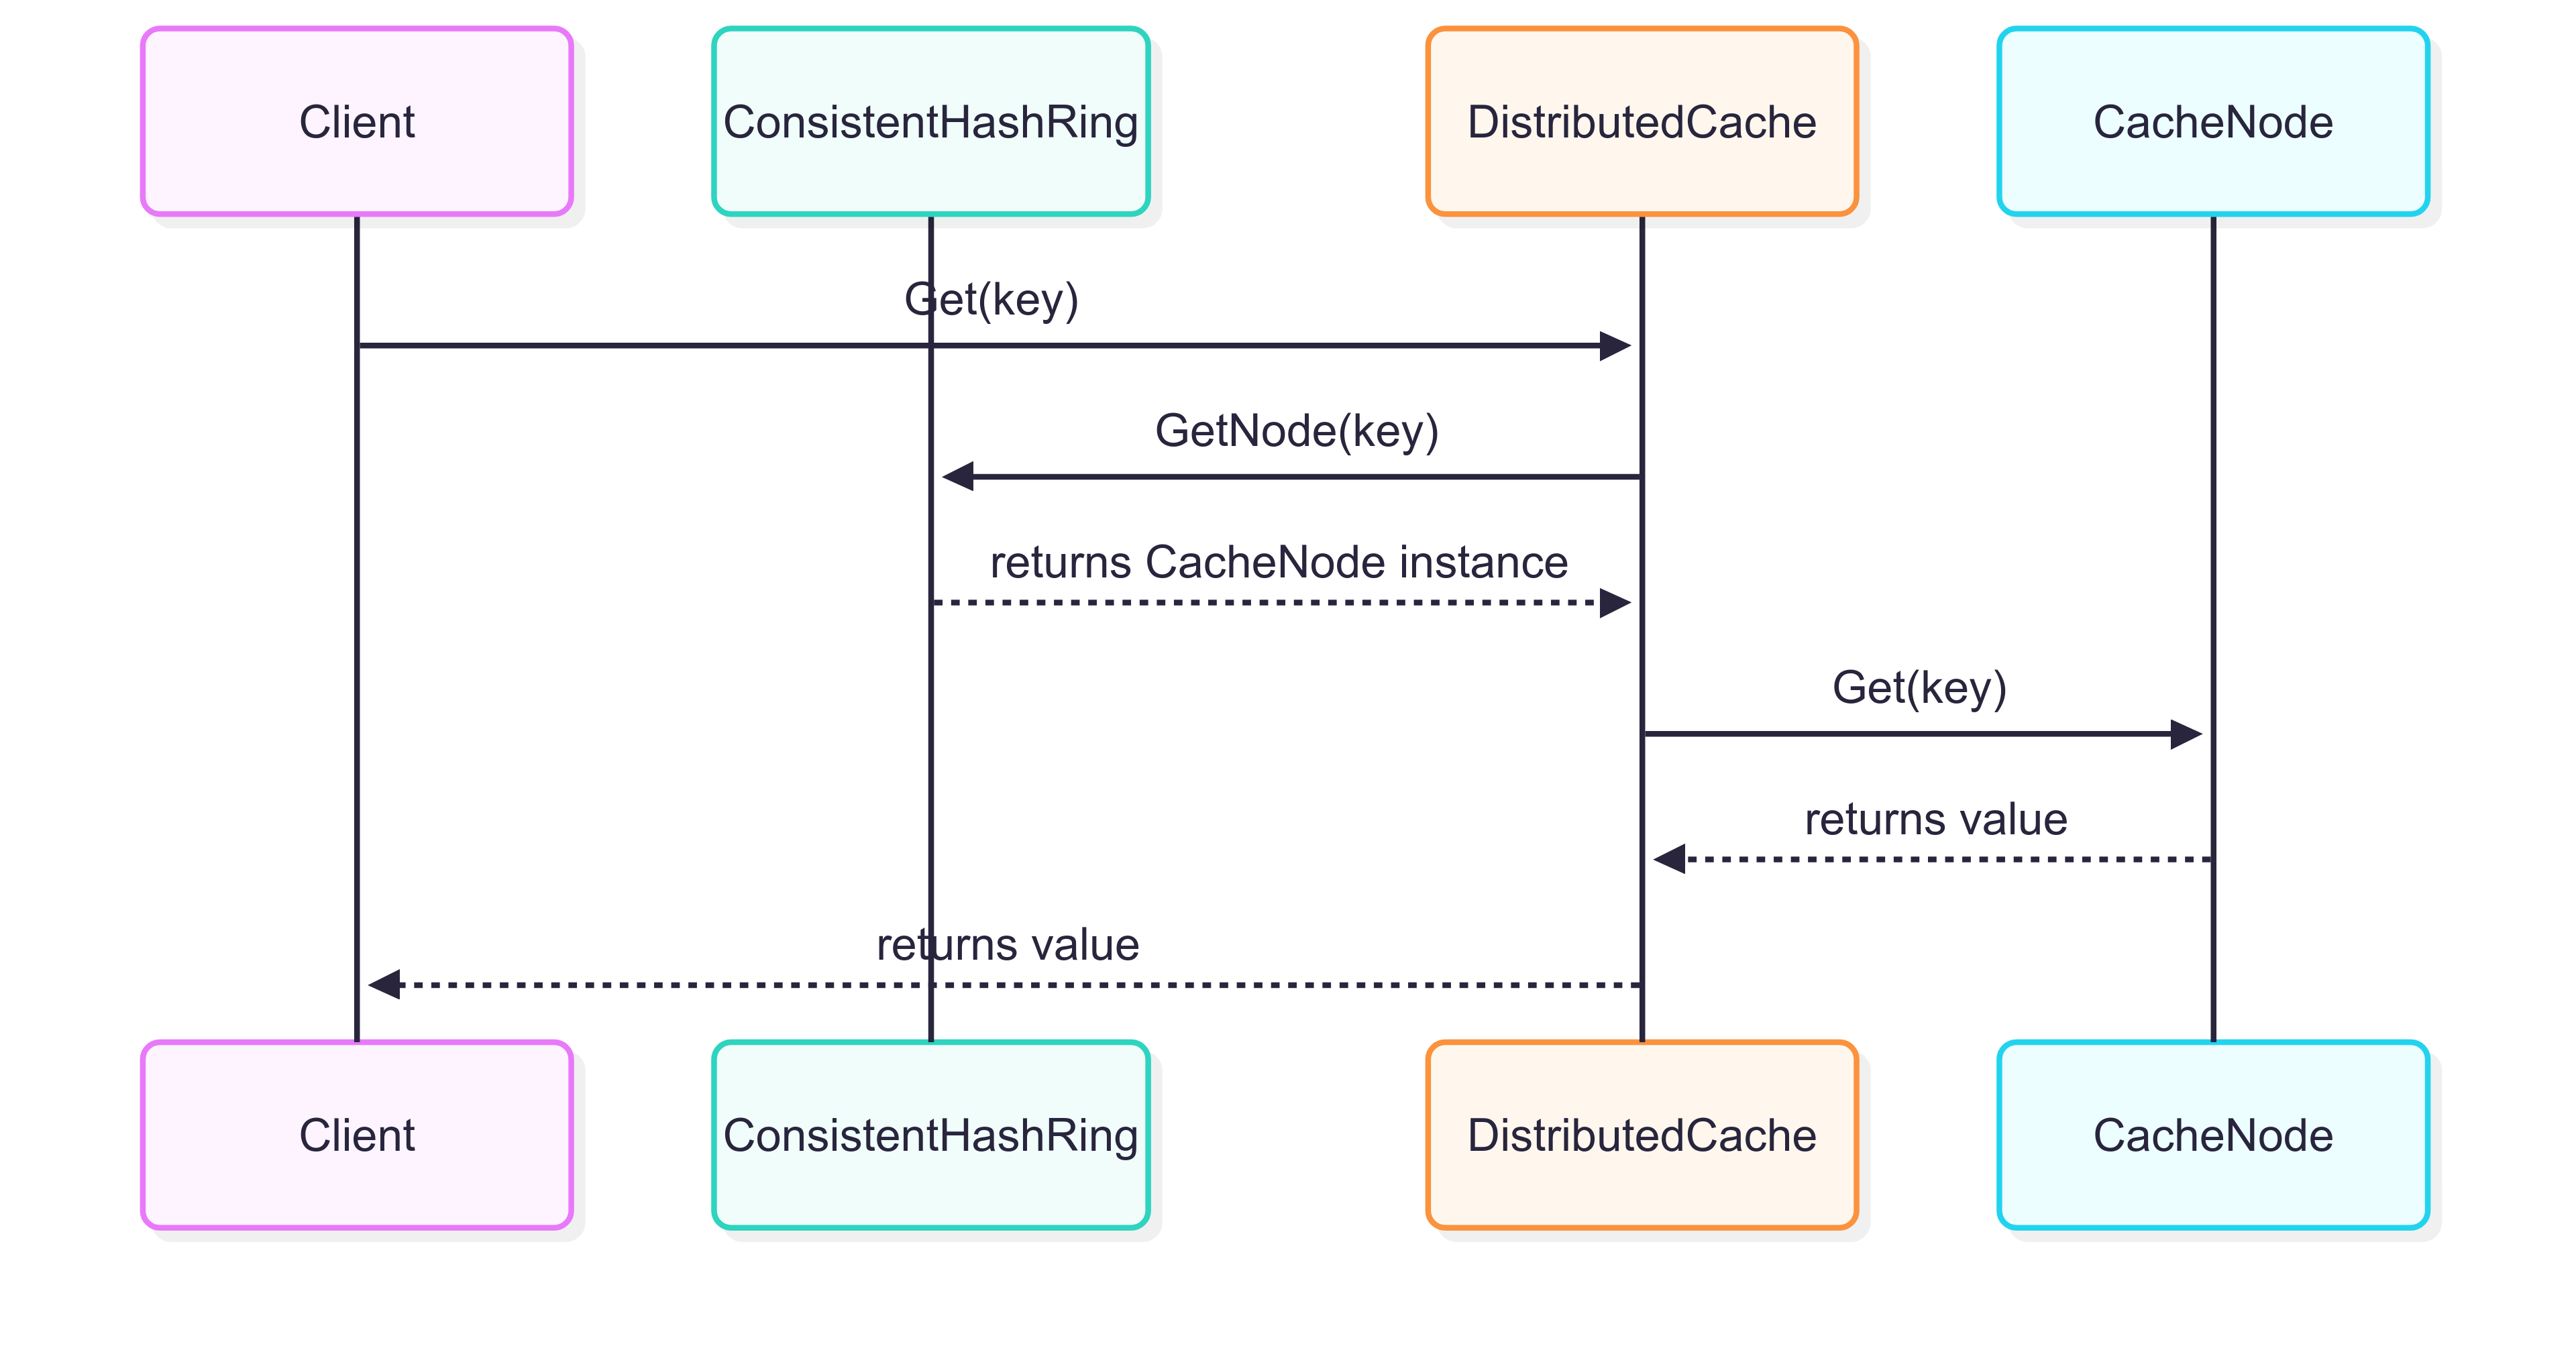 Client
ConsistentHashRing
DistributedCache
CacheNode
Get(key)
GetNode(key)
returns CacheNode instance
Get(key)
returns value
returns value
Client
ConsistentHashRing
DistributedCache
CacheNode